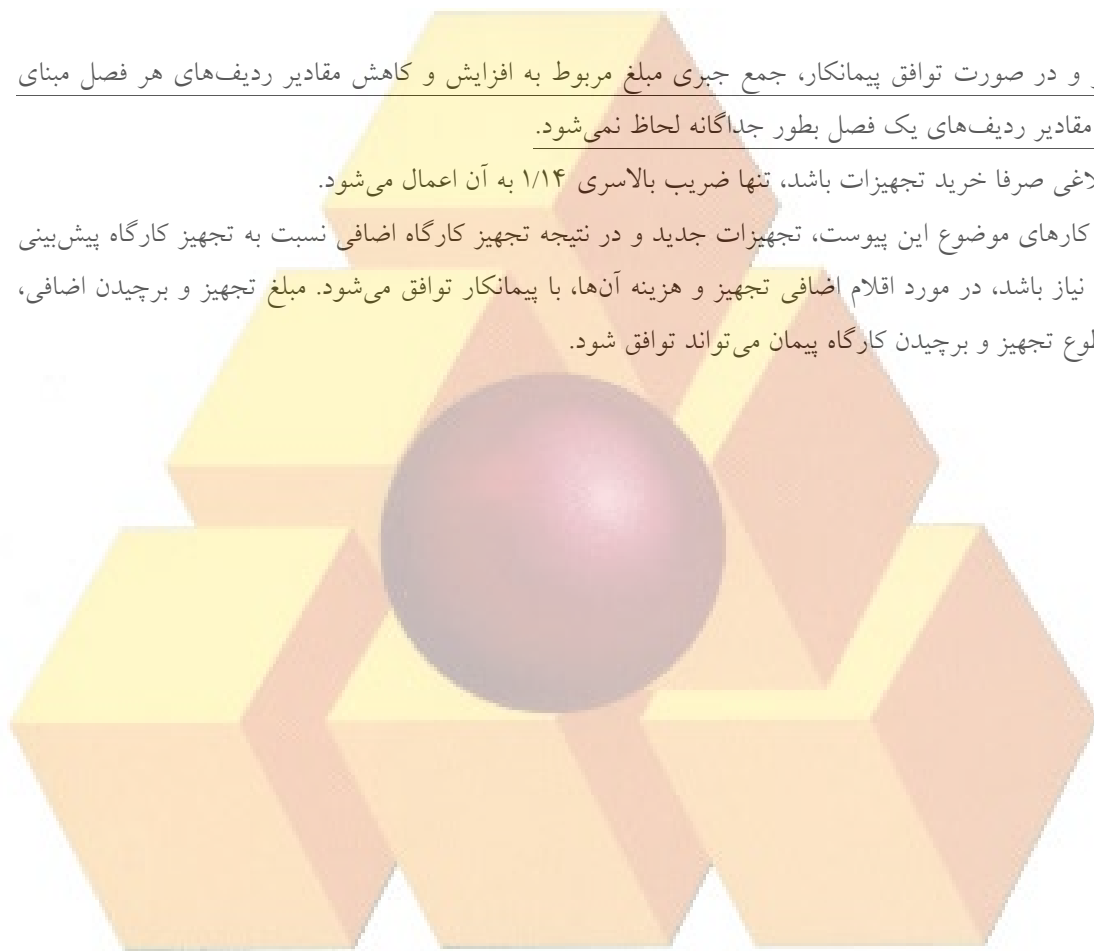 و در صورت توافق پیمانکار، جمع جبری مبلغ مربوط به افزایش و کاهش مقادیر ردیف‌های هر فصل مبنای
مقادیر ردیف‌های یک فصل بطور جداگانه لحاظ نمی‌شود.
صرفا خرید تجهیزات باشد، تنها ضریب بالاسری ۱/۱۴ به آن اعمال می‌شود.
کارهای موضوع این پیوست، تجهیزات جدید و در نتیجه تجهیز کارگاه اضافی نسبت به تجهیز کارگاه پیش‌بینی
نیاز باشد، در مورد اقلام اضافی تجهیز و هزینه آن‌ها، با پیمانکار توافق می‌شود. مبلغ تجهیز و برچیدن اضافی،
تجهیز و برچیدن کارگاه پیمان می‌تواند توافق شود.